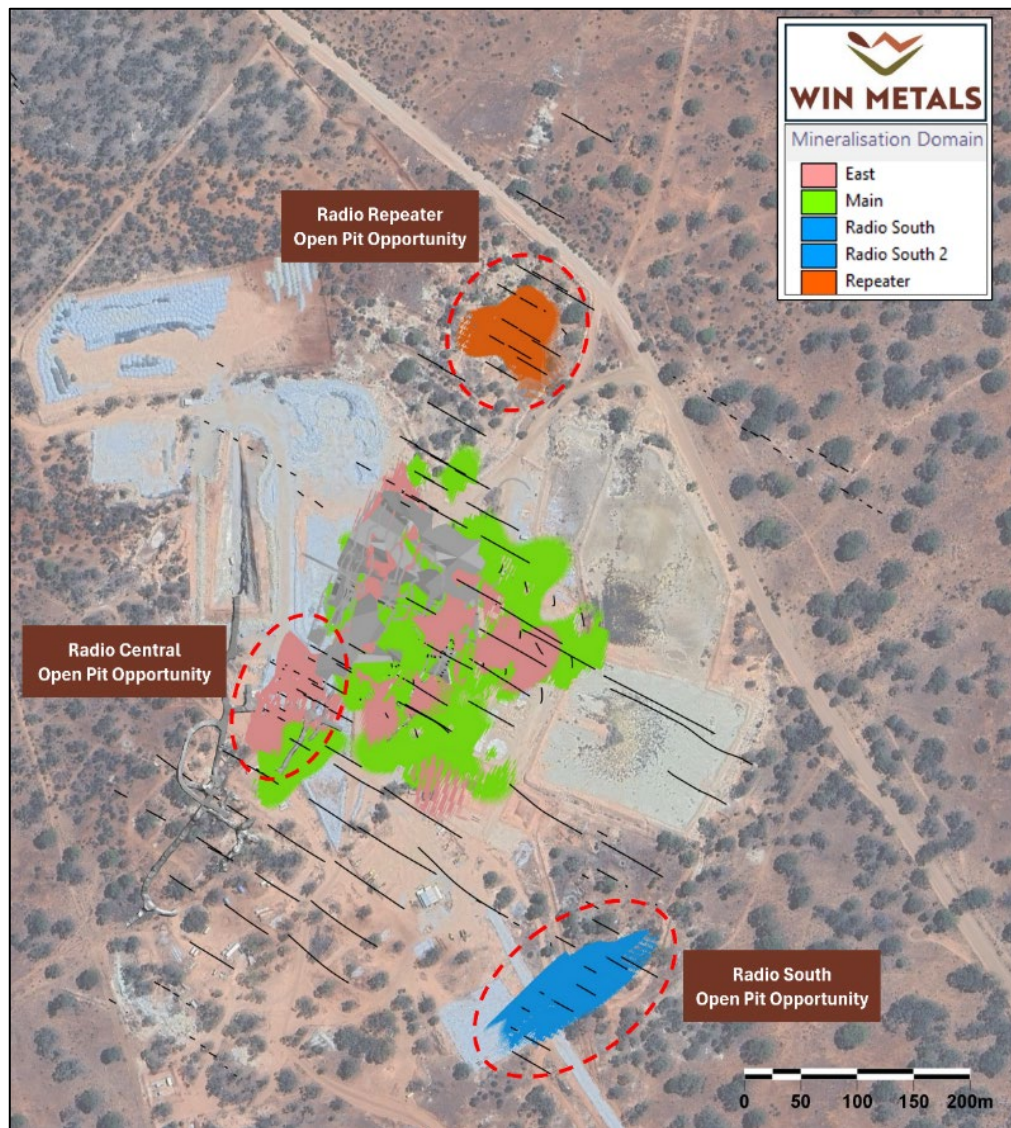 WIN METALS
Mineralisation Domain
East
Main
Radio South
Radio South 2
Repeater
Radio Repeater
Open Pit Opportunity
Radio Central
Open Pit Opportunity
Radio South
Open Pit Opportunity
0 50 100 150 200m